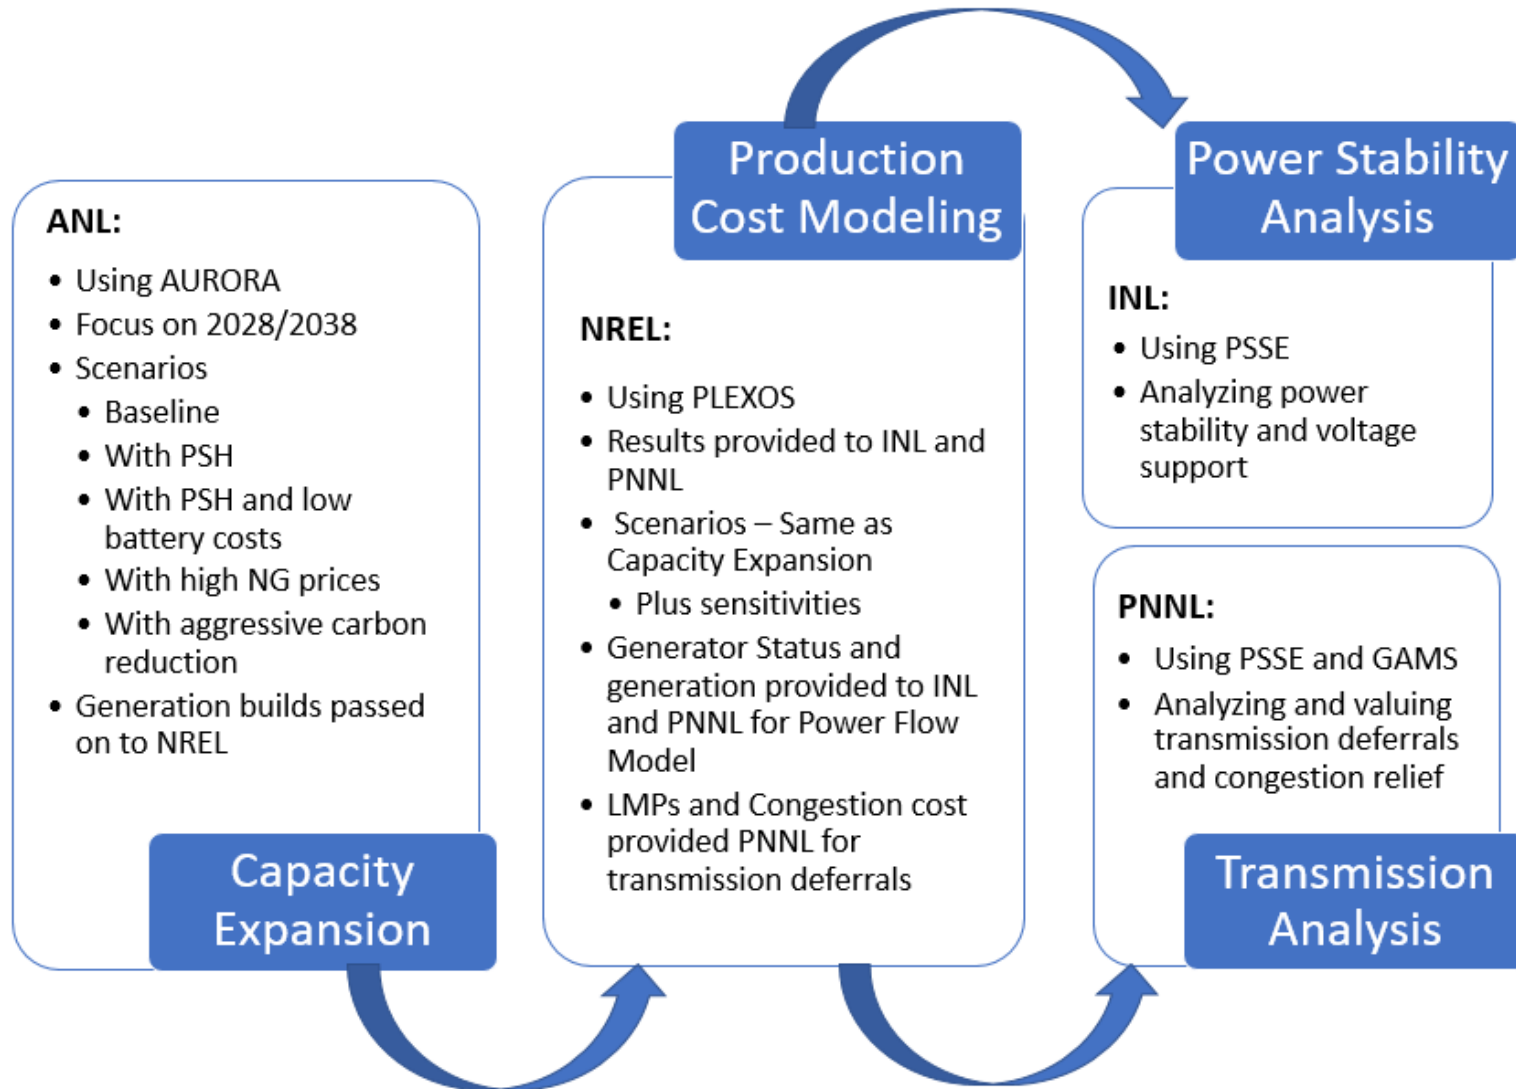 ANL:
• Using AURORA
• Focus on 2028/2038
• Scenarios
• Baseline
• With PSH
• With PSH and low
battery costs
• With high NG prices
• With aggressive carbon
reduction
• Generation builds passed
on to NREL
Capacity
Expansion
Production
Cost Modeling
NREL:
• Using PLEXOS
• Results provided to INL and
PNNL
• Scenarios – Same as
Capacity Expansion
• Plus sensitivities
• Generator Status and
generation provided to INL
and PNNL for Power Flow
Model
• LMPs and Congestion cost
provided PNNL for
transmission deferrals
Power Stability
Analysis
INL:
• Using PSSE
• Analyzing power
stability and voltage
support
PNNL:
• Using PSSE and GAMS
• Analyzing and valuing
transmission deferrals
and congestion relief
Transmission
Analysis